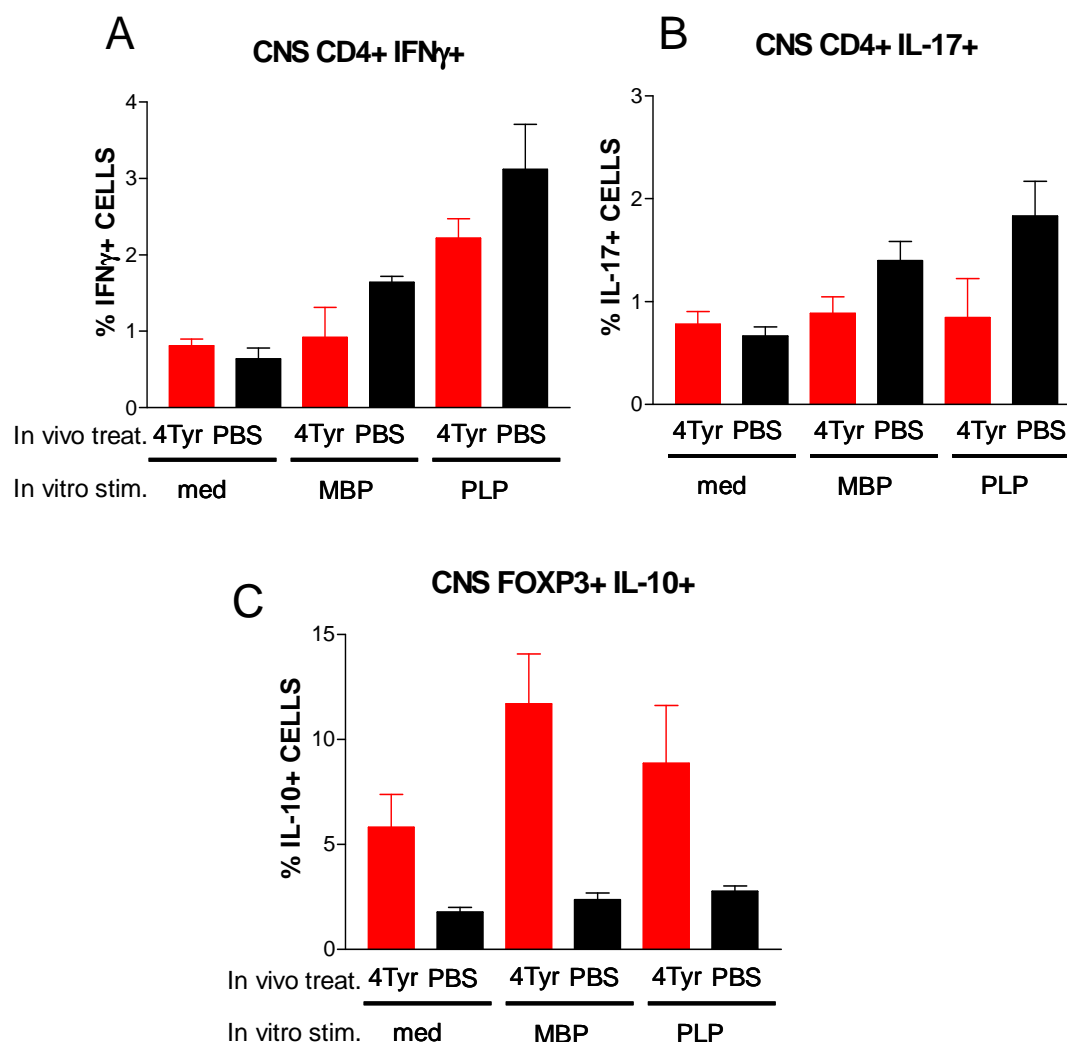 A
CNS CD4+ IFNγ+
% IFNγ+ CELLS
4
3
2
1
0
In vivo treat. 4Tyr PBS 4Tyr PBS 4Tyr PBS
In vitro stim. med MBP PLP
B
CNS CD4+ IL-17+
% IL-17+ CELLS
3
2
1
0
4Tyr PBS 4Tyr PBS 4Tyr PBS
med MBP PLP
C
CNS FOXP3+ IL-10+
% IL-10+ CELLS
15
10
5
0
In vivo treat. 4Tyr PBS 4Tyr PBS 4Tyr PBS
In vitro stim. med MBP PLP